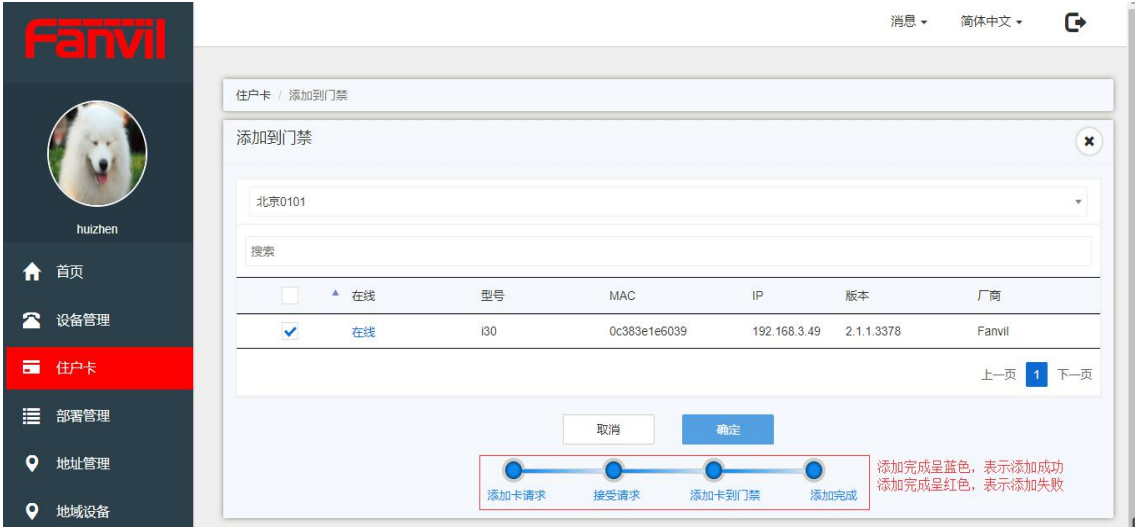 Fanvil
消息
简体中文
住户卡 / 添加到门禁
添加到门禁
huizhen
北京0101
搜索
首页
设备管理
住户卡
部署管理
地址管理
地域设备
在线 型号 MAC IP 版本 厂商
在线 i30 0c383e1e6039 192.168.3.49 2.1.1.3378 Fanvil
上一页 1 下一页
取消 确定
添加卡请求 接受请求 添加卡到门禁 添加完成
添加完成呈蓝色，表示添加成功
添加完成呈红色，表示添加失败